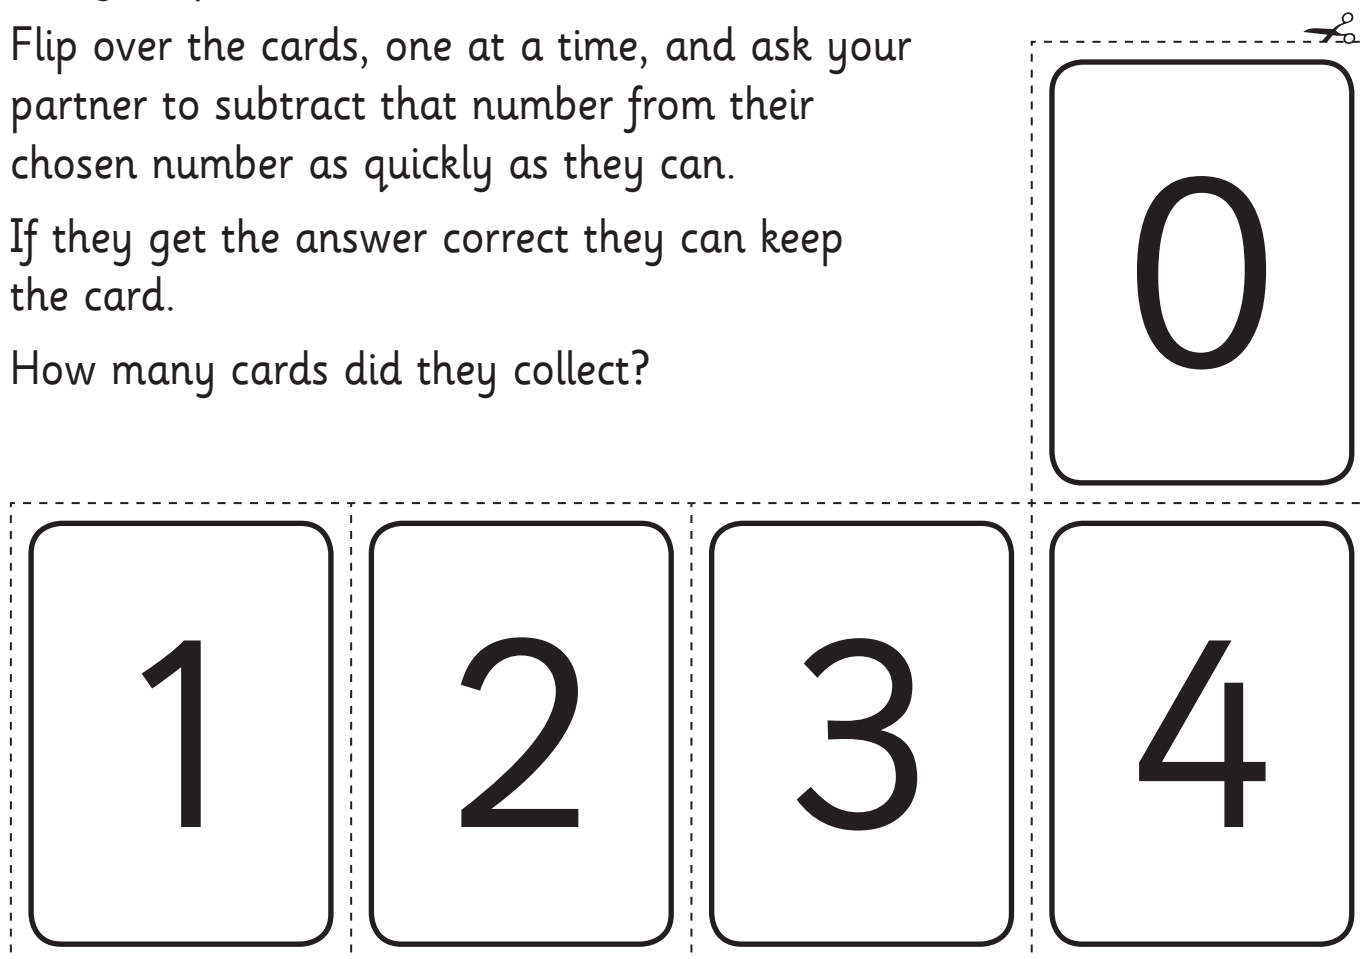 Flip over the cards, one at a time, and ask your
partner to subtract that number from their
chosen number as quickly as they can.
If they get the answer correct they can keep
the card.
How many cards did they collect?
0
1 2 3 4